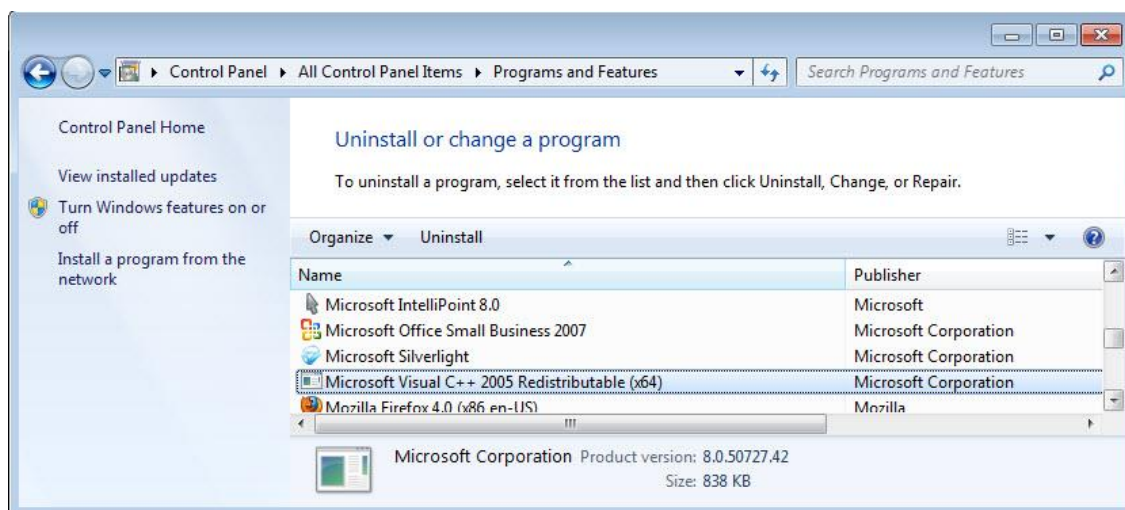 Control Panel ▸ All Control Panel Items ▸ Programs and Features
Search Programs and Features
Control Panel Home
View installed updates
Turn Windows features on or
off
Install a program from the
network
Uninstall or change a program
To uninstall a program, select it from the list and then click Uninstall, Change, or Repair.
Organize Uninstall
Name Publisher
Microsoft IntelliPoint 8.0 Microsoft
Microsoft Office Small Business 2007 Microsoft Corporation
Microsoft Silverlight Microsoft Corporation
Microsoft Visual C++ 2005 Redistributable (x64) Microsoft Corporation
Mozilla Firefox 4.0 (x86 en-US) Mozilla
Microsoft Corporation Product version: 8.0.50727.42
Size: 838 KB